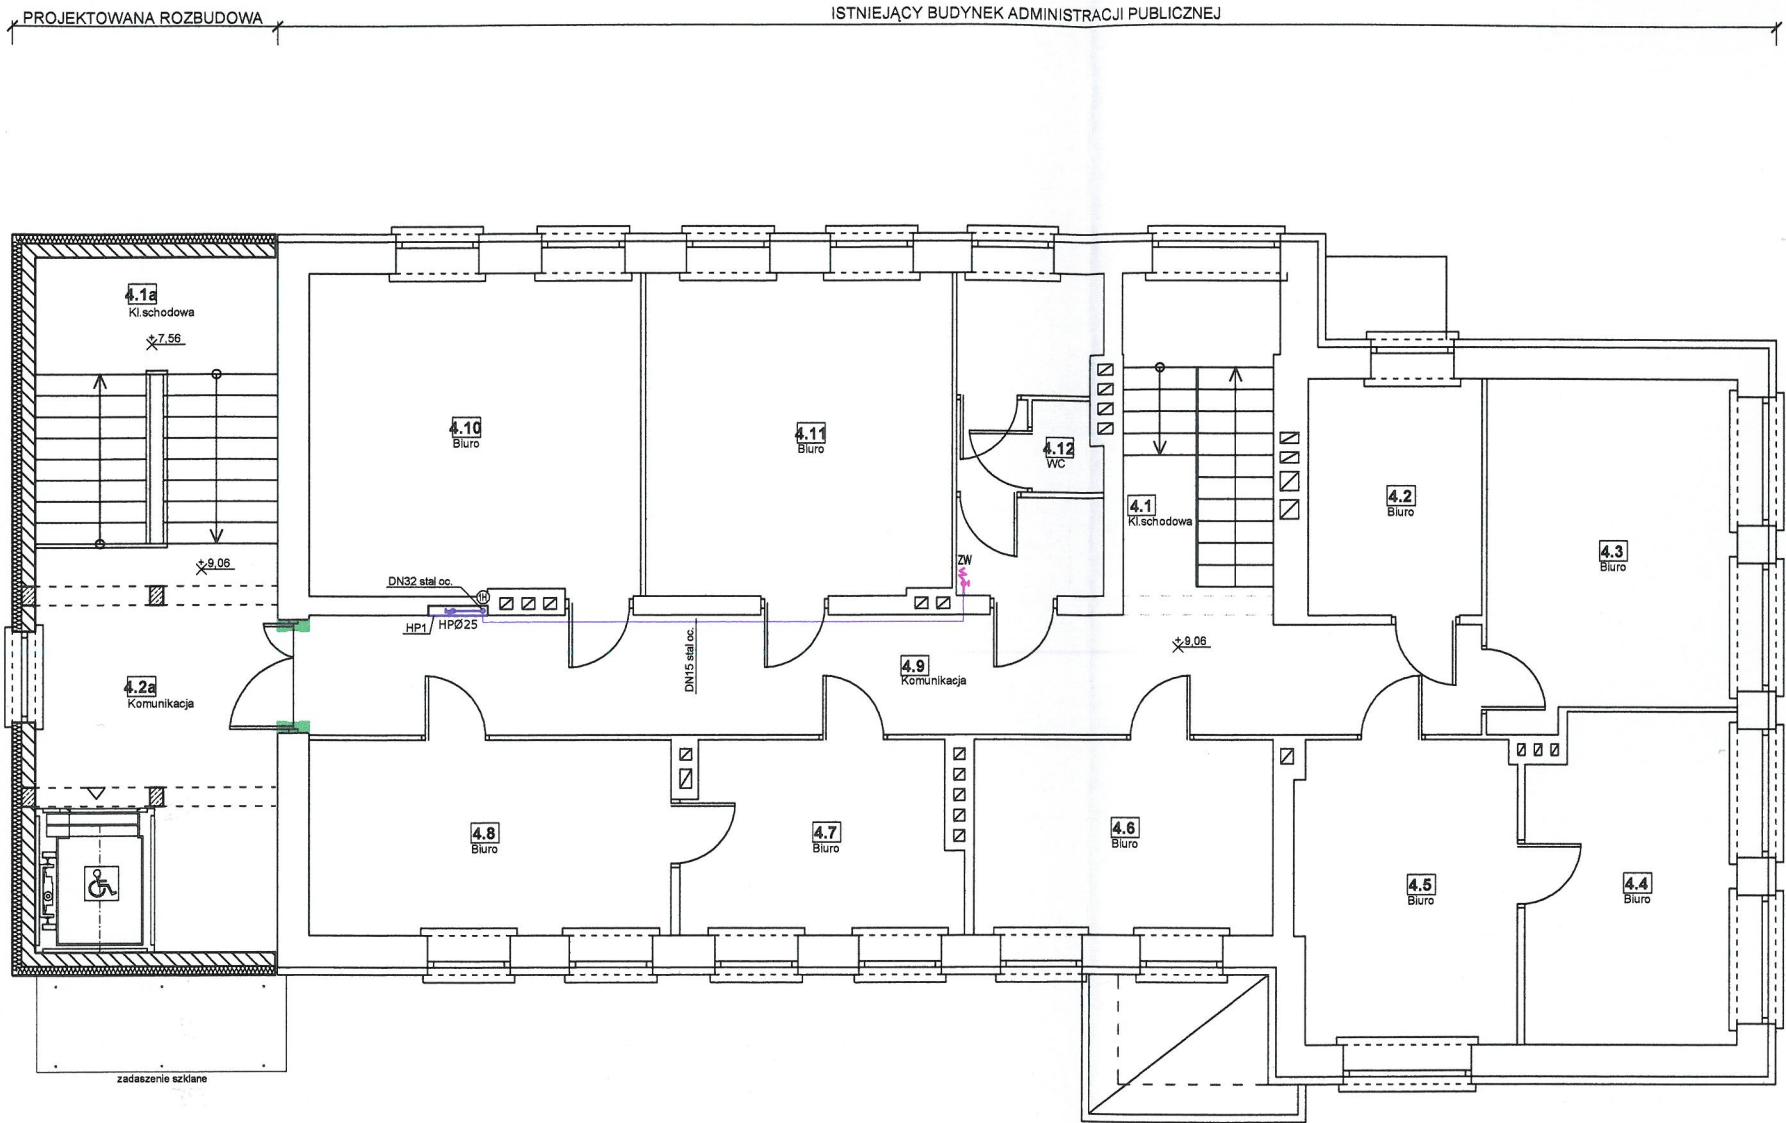 PROJEKTOWANA ROZBUDOWA
ISTNIEJĄCY BUDYNEK ADMINISTRACJI PUBLICZNEJ
4.1a
Kl.schodowa
+7,56
4.10
Biuro
4.11
Biuro
4.12
WC
4.1
Kl.schodowa
4.2
Biuro
4.3
Biuro
+9,06
DN32 stal oc.
1H
ZW
HP1
HPØ25
DN15 stal oc.
4.9
Komunikacja
+9,06
4.2a
Komunikacja
4.8
Biuro
4.7
Biuro
4.6
Biuro
4.5
Biuro
4.4
Biuro
zadaszenie szklane